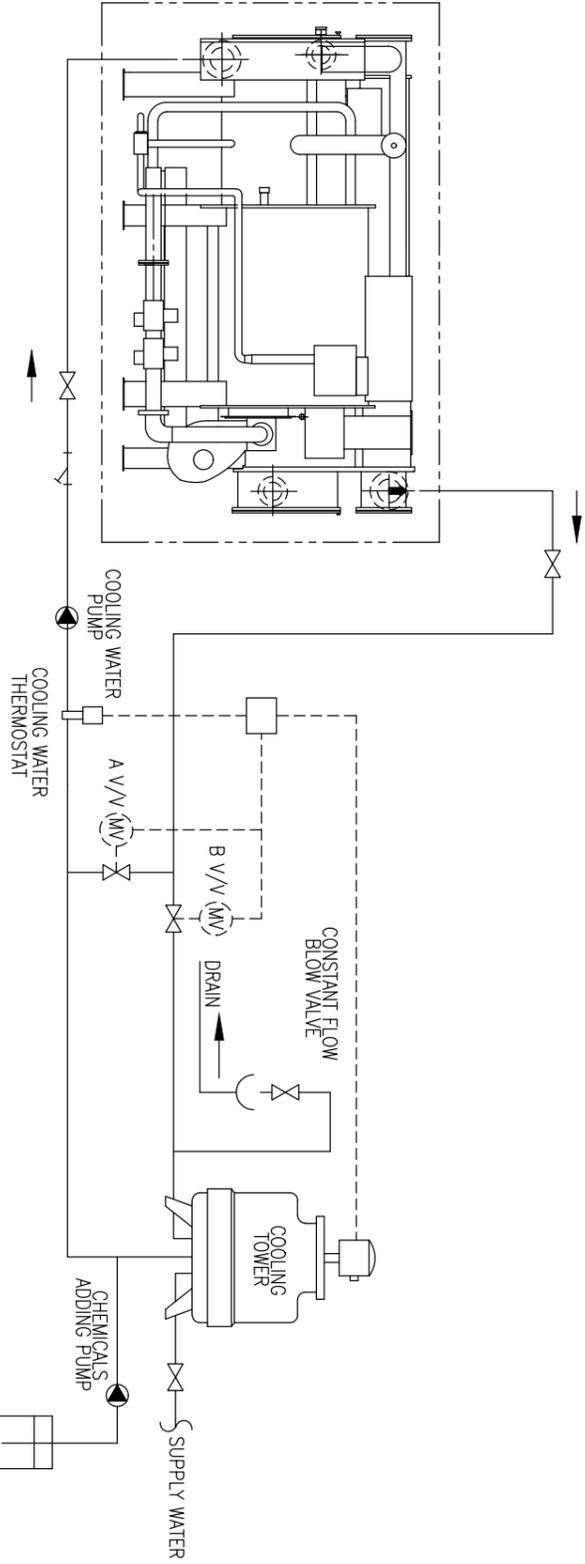 COOLING WATER
PUMP
COOLING WATER
THERMOSTAT
A V/V
MV
B V/V
MV
DRAIN
CONSTANT FLOW
BLOW VALVE
COOLING
TOWER
CHEMICALS
ADDING PUMP
SUPPLY WATER